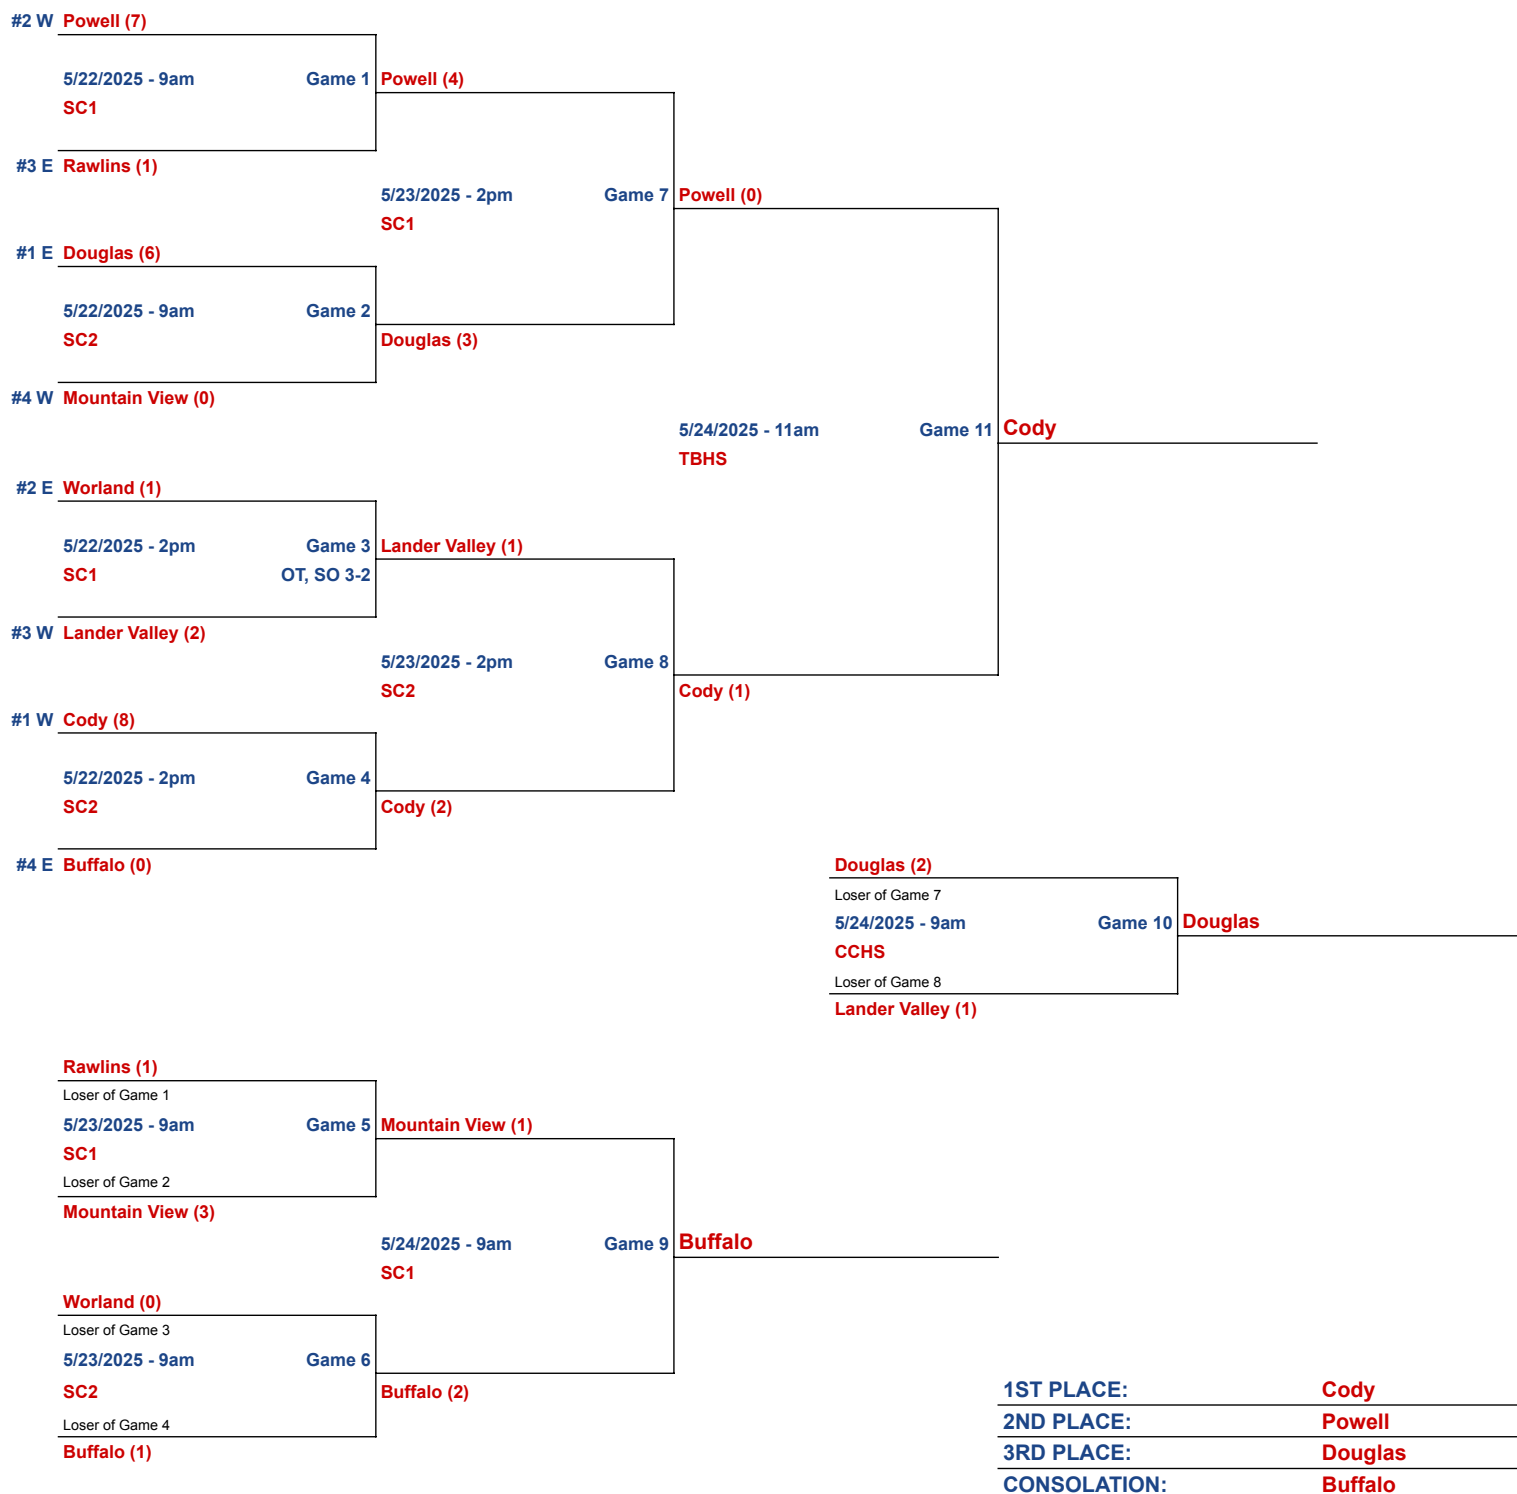 #2 W Powell (7)
5/22/2025 - 9am Game 1 Powell (4)
SC1
#3 E Rawlins (1)
5/23/2025 - 2pm Game 7 Powell (0)
SC1
#1 E Douglas (6)
5/22/2025 - 9am Game 2
SC2 Douglas (3)
#4 W Mountain View (0)
5/24/2025 - 11am Game 11 Cody
TBHS
#2 E Worland (1)
5/22/2025 - 2pm Game 3 Lander Valley (1)
SC1 OT, SO 3-2
#3 W Lander Valley (2)
5/23/2025 - 2pm Game 8
SC2 Cody (1)
#1 W Cody (8)
5/22/2025 - 2pm Game 4
SC2 Cody (2)
#4 E Buffalo (0) Douglas (2)
Loser of Game 7
5/24/2025 - 9am Game 10 Douglas
CCHS
Loser of Game 8
Lander Valley (1)
Rawlins (1)
Loser of Game 1
5/23/2025 - 9am Game 5 Mountain View (1)
SC1
Loser of Game 2
Mountain View (3)
5/24/2025 - 9am Game 9 Buffalo
SC1
Worland (0)
Loser of Game 3
5/23/2025 - 9am Game 6
SC2 Buffalo (2) 1ST PLACE: Cody
Loser of Game 4 2ND PLACE: Powell
Buffalo (1) 3RD PLACE: Douglas
CONSOLATION: Buffalo